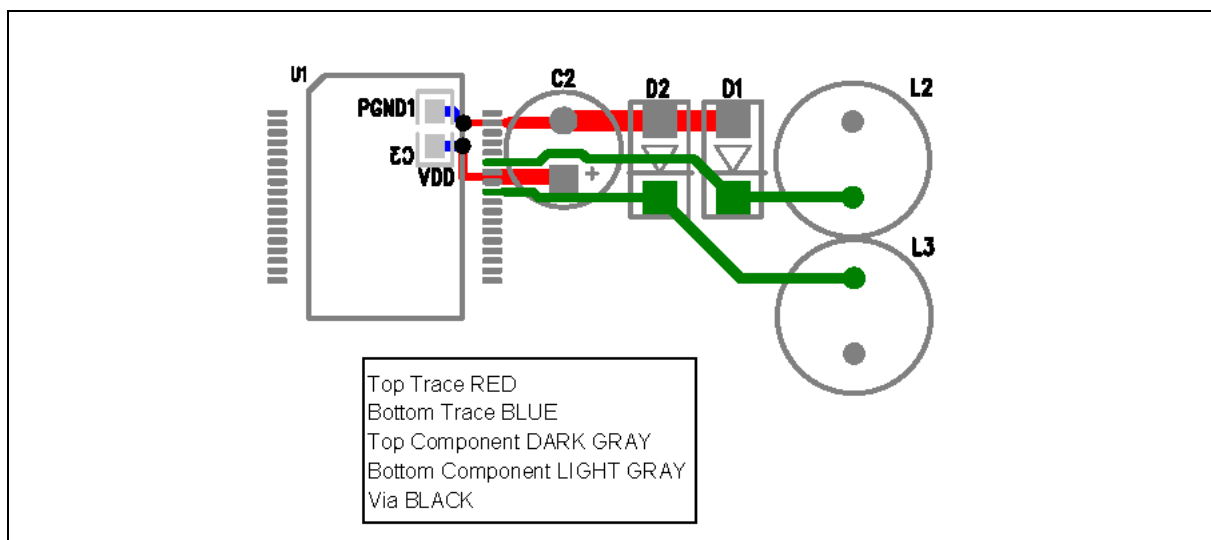 U1
C2
D2
D1
L2
PGND1
C3
VDD
+
L3
Top Trace RED
Bottom Trace BLUE
Top Component DARK GRAY
Bottom Component LIGHT GRAY
Via BLACK